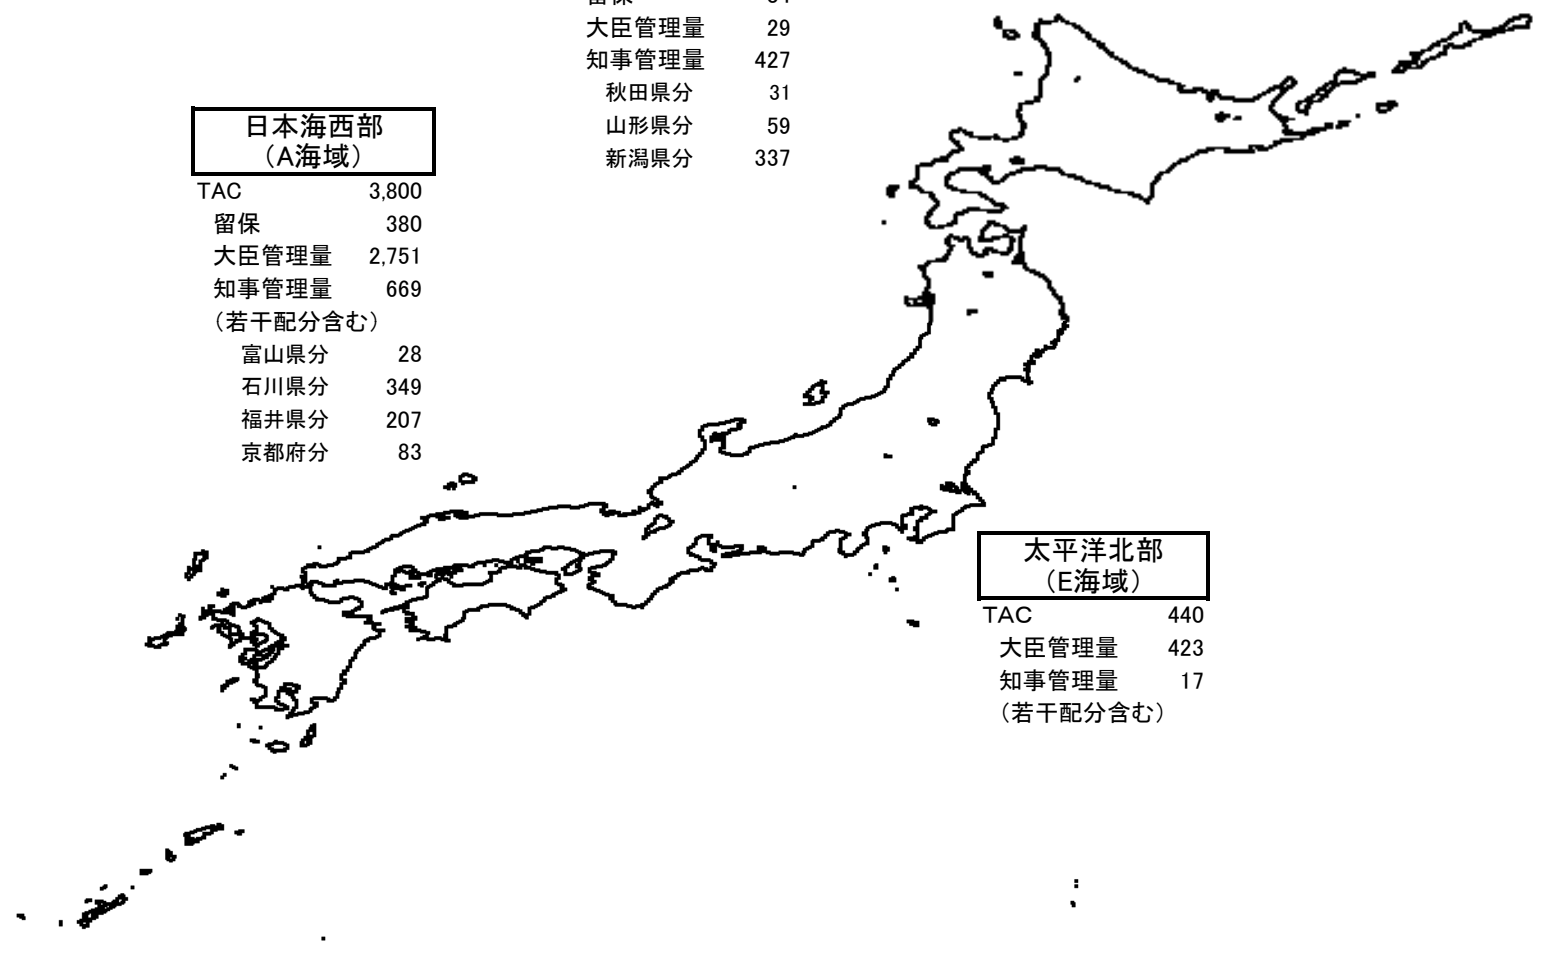 大臣管理量 29
知事管理量 427
秋田県分 31
山形県分 59
新潟県分 337
日本海西部
（A海域）
TAC 3,800
留保 380
大臣管理量 2,751
知事管理量 669
（若干配分含む）
富山県分 28
石川県分 349
福井県分 207
京都府分 83
太平洋北部
（E海域）
TAC 440
大臣管理量 423
知事管理量 17
（若干配分含む）